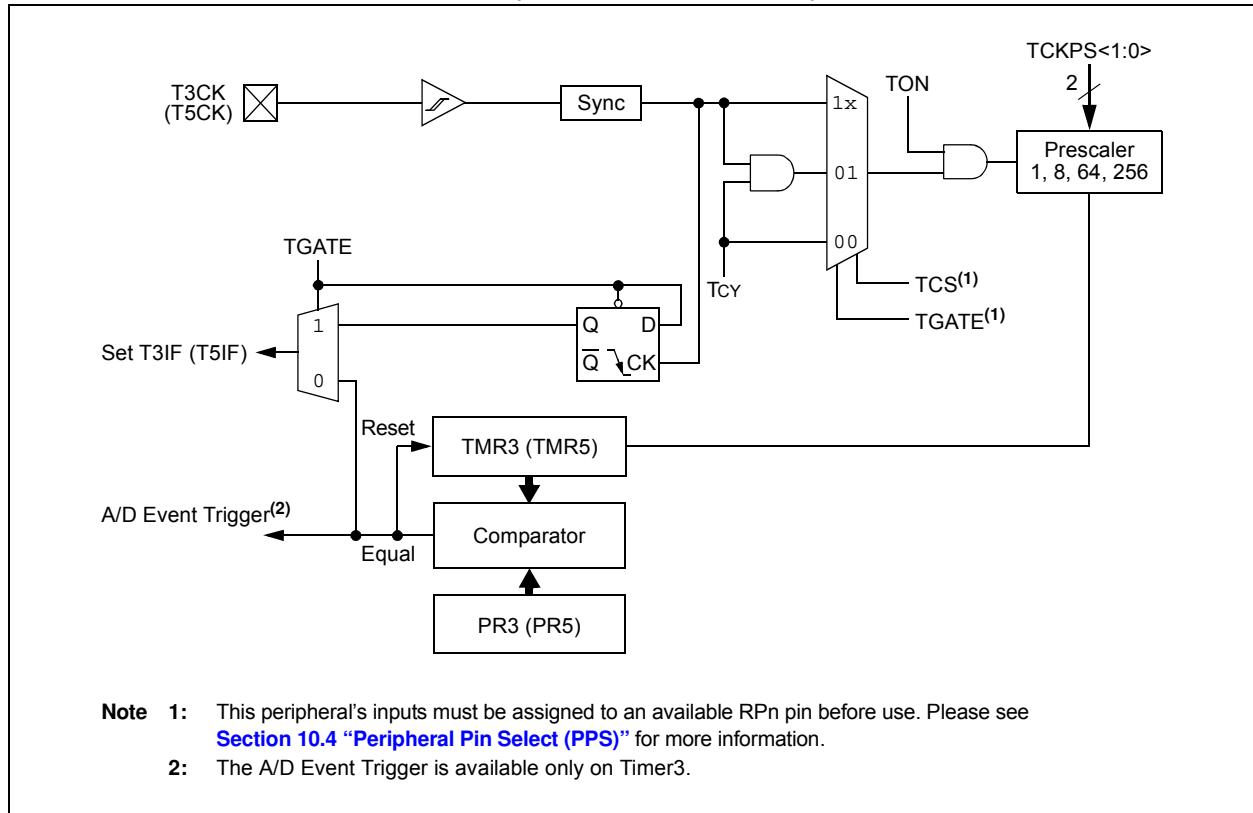 TCKPS<1:0>
2
T3CK
(T5CK)
Sync
1x
TON
Prescaler
1, 8, 64, 256
01
00
TGATE
TCY
TCS(1)
TGATE(1)
1
Q D
Set T3IF (T5IF)
Q CK
0
Reset
TMR3 (TMR5)
A/D Event Trigger(2)
Equal
Comparator
PR3 (PR5)
Note 1: This peripheral's inputs must be assigned to an available RPn pin before use. Please see
Section 10.4 “Peripheral Pin Select (PPS)” for more information.
2: The A/D Event Trigger is available only on Timer3.